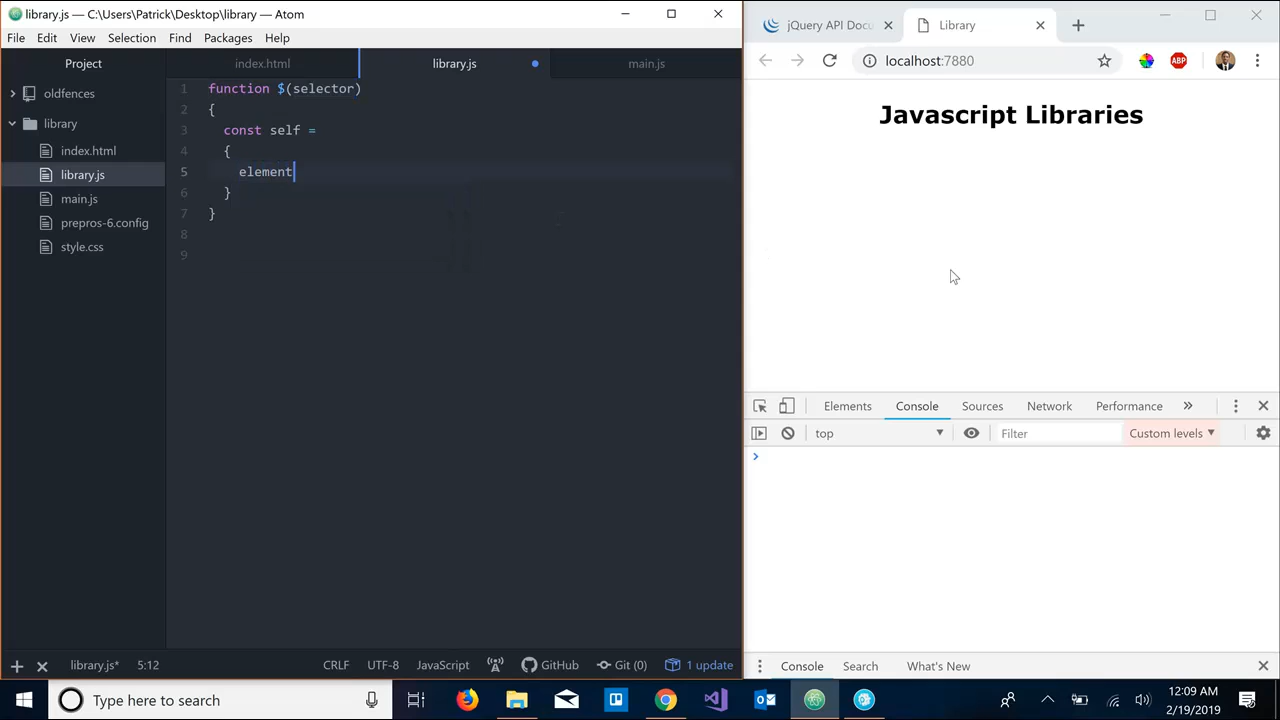 library.js — C:\Users\Patrick\Desktop\library — Atom
File Edit View Selection Find Packages Help
Project
oldfences
library
index.html
library.js
main.js
prepros-6.config
style.css
index.html library.js main.js
1 function $(selector)
2 {
3 const self =
4 {
5 element
6 }
7 }
8
9
library.js* 5:12 CRLF UTF-8 JavaScript GitHub Git (0) 1 update
jQuery API Docu Library
localhost:7880 ABP
Javascript Libraries
Elements Console Sources Network Performance »
top Filter Custom levels
Console Search What's New
Type here to search
12:09 AM
2/19/2019